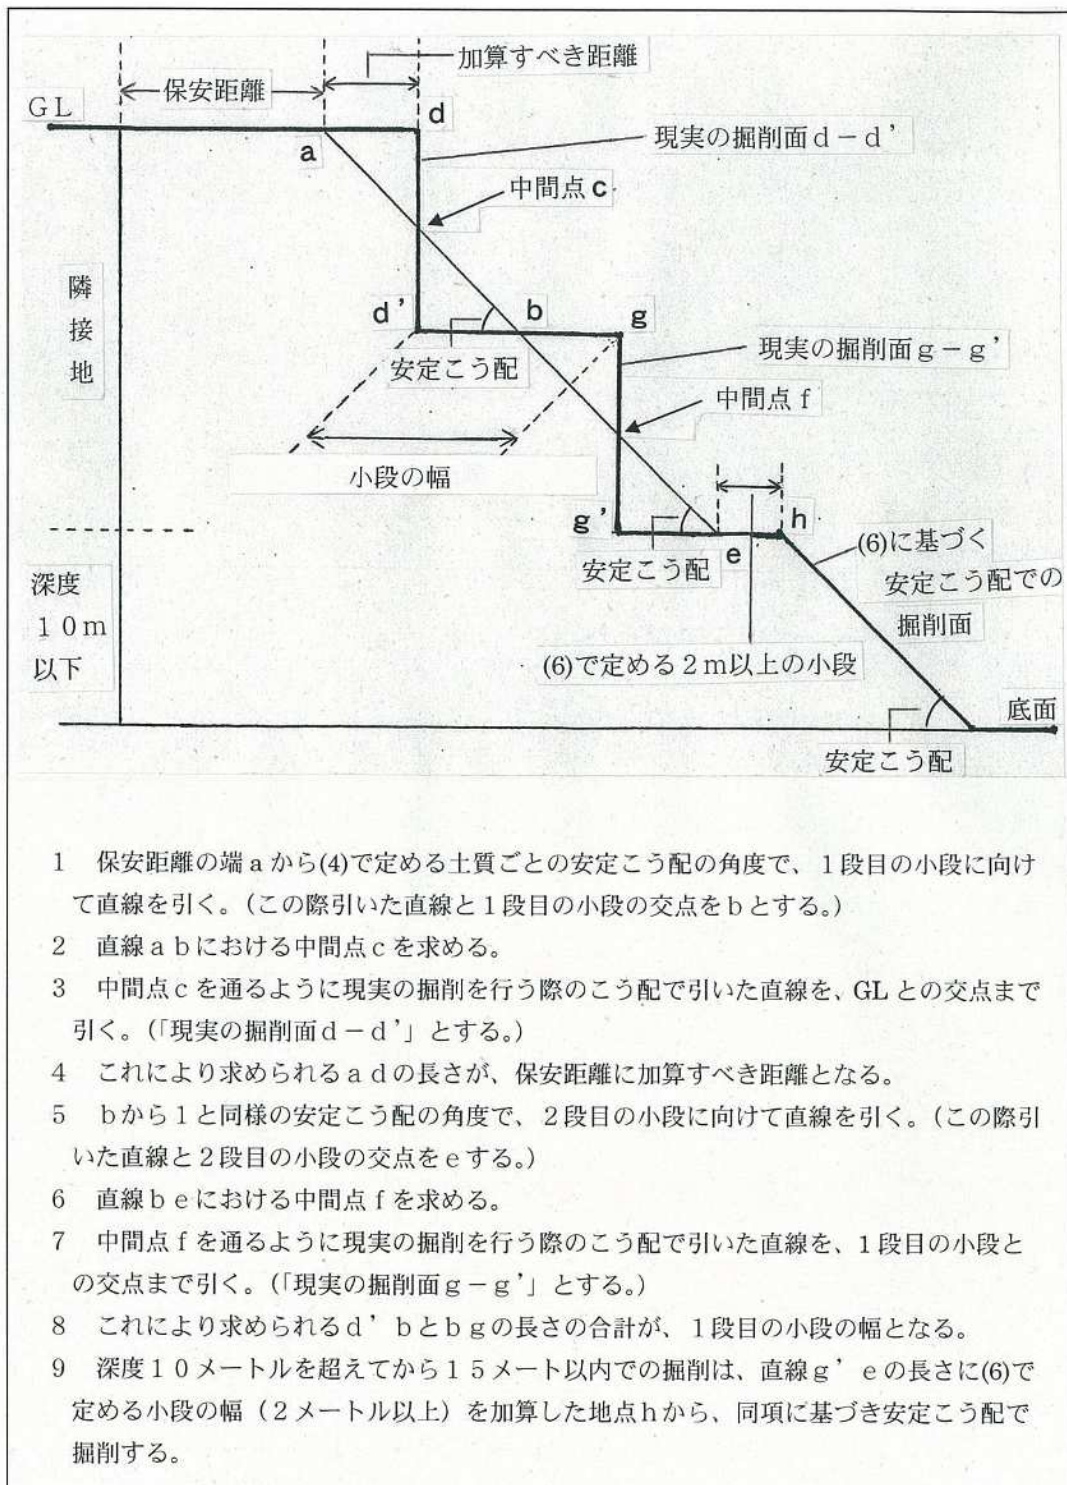 加算すべき距離
保安距離
GL
d
a
現実の掘削面d－d’
中間点c
隣接地
d’
b
g
安定こう配
現実の掘削面g－g’
中間点f
小段の幅
g’
e
h
安定こう配
(6)に基づく
安定こう配での
掘削面
深度
１０m
以下
(6)で定める２m以上の小段
底面
安定こう配
１　保安距離の端ａから(4)で定める土質ごとの安定こう配の角度で、１段目の小段に向け
て直線を引く。（この際引いた直線と１段目の小段の交点をｂとする。）
２　直線ａｂにおける中間点ｃを求める。
３　中間点ｃを通るように現実の掘削を行う際のこう配で引いた直線を、GL との交点まで
引く。（「現実の掘削面ｄ－ｄ’」とする。）
４　これにより求められるａｄの長さが、保安距離に加算すべき距離となる。
５　ｂから１と同様の安定こう配の角度で、２段目の小段に向けて直線を引く。（この際引
いた直線と２段目の小段の交点をｅする。）
６　直線ｂｅにおける中間点ｆを求める。
７　中間点ｆを通るように現実の掘削を行う際のこう配で引いた直線を、１段目の小段と
の交点まで引く。（「現実の掘削面ｇ－ｇ’」とする。）
８　これにより求められるｄ’ｂとｂｇの長さの合計が、１段目の小段の幅となる。
９　深度１０メートルを超えてから１５メート以内での掘削は、直線ｇ’ｅの長さに(6)で
定める小段の幅（２メートル以上）を加算した地点ｈから、同項に基づき安定こう配で
掘削する。